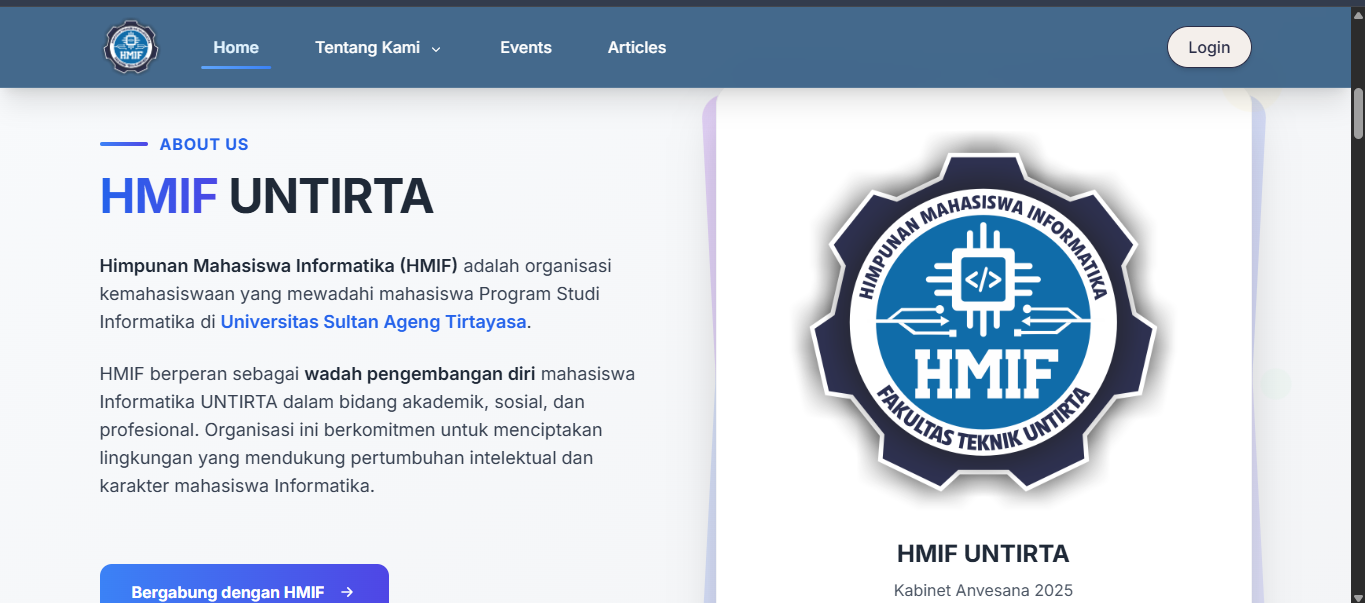 HIMPUNAN MAHASISWA INFORMATIKA
HMIF
Home
Tentang Kami
Events
Articles
Login
ABOUT US
HMIF UNTIRTA
Himpunan Mahasiswa Informatika (HMIF) adalah organisasi
kemahasiswaan yang mewadahi mahasiswa Program Studi
Informatika di Universitas Sultan Ageng Tirtayasa.
HMIF berperan sebagai wadah pengembangan diri mahasiswa
Informatika UNTIRTA dalam bidang akademik, sosial, dan
profesional. Organisasi ini berkomitmen untuk menciptakan
lingkungan yang mendukung pertumbuhan intelektual dan
karakter mahasiswa Informatika.
Bergabung dengan HMIF →
HIMPUNAN MAHASISWA INFORMATIKA
</>
HMIF
FAKULTAS TEKNIK UNTIRTA
HMIF UNTIRTA
Kabinet Anvesana 2025